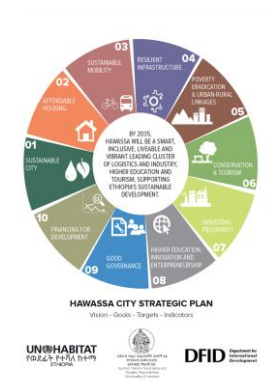 03
SUSTAINABLE
MOBILITY
RESILIENT
INFRASTRUCTURE
04
POVERTY
ERADICATION
& URBAN-RURAL
LINKAGES
05
02
AFFORDABLE
HOUSING
BY 2035,
HAWASSA WILL BE A SMART,
INCLUSIVE, LIVEABLE AND
VIBRANT LEADING CLUSTER
OF LOGISTICS AND INDUSTRY,
HIGHER EDUCATION AND
TOURISM, SUPPORTING
ETHIOPIA'S SUSTAINABLE
DEVELOPMENT.
01
SUSTAINABLE
CITY
CONSERVATION
& TOURISM
06
10
FINANCING FOR
DEVELOPMENT
INDUSTRIAL
PROSPERITY
07
GOOD
GOVERNANCE
09
HIGHER EDUCATION,
INNOVATION AND
ENTERPRENEURSHIP
08
HAWASSA CITY STRATEGIC PLAN
Vision - Goals - Targets - Indicators
UN HABITAT
ETHIOPIA
DFID
Department for
International
Development